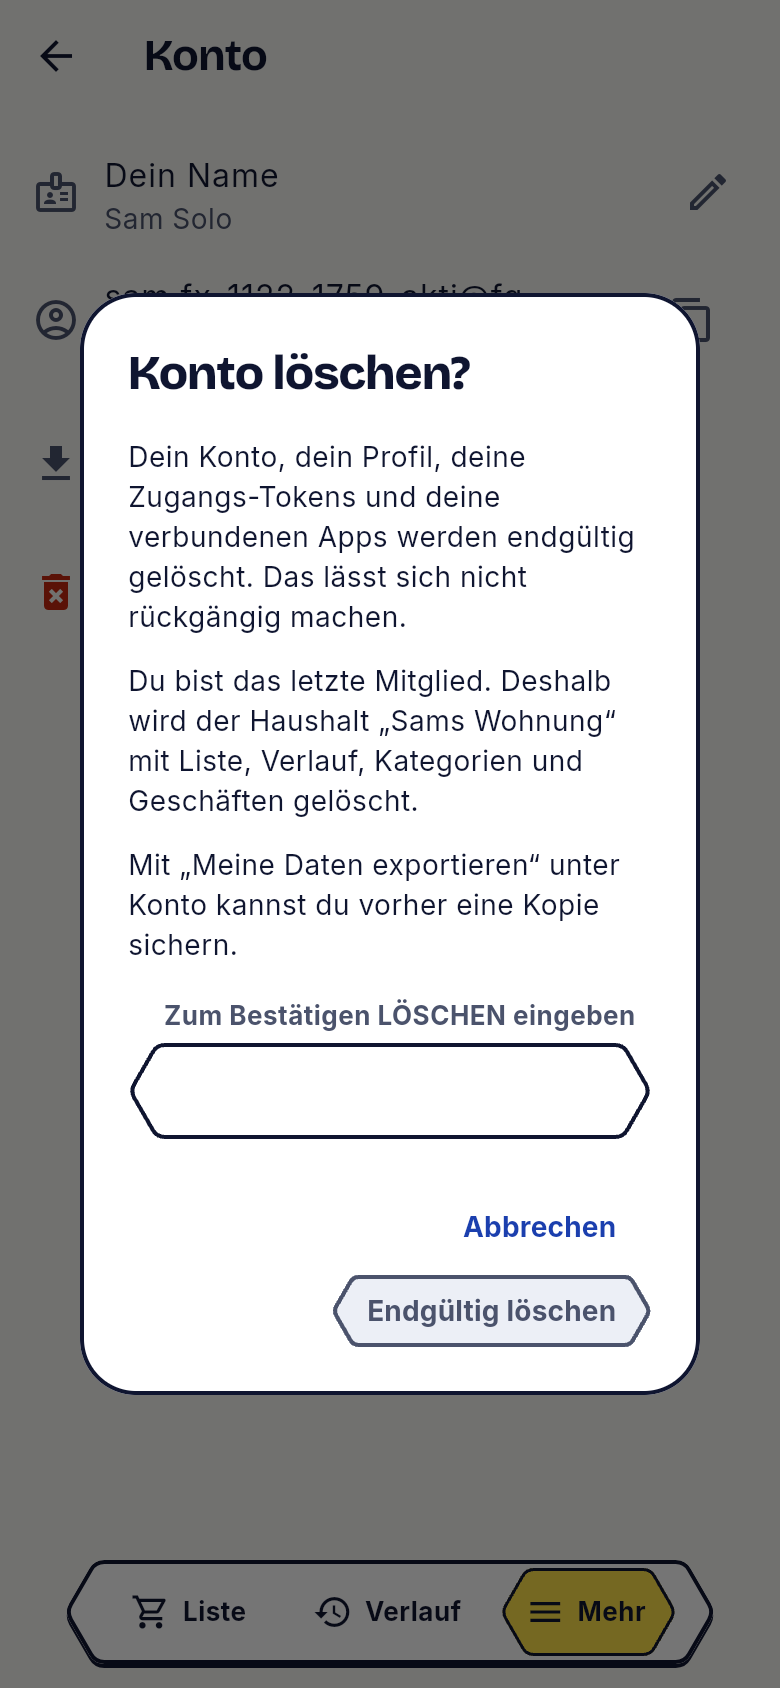 Konto
Dein Name
Sam Solo
Konto löschen?
Dein Konto, dein Profil, deine
Zugangs-Tokens und deine
verbundenen Apps werden endgültig
gelöscht. Das lässt sich nicht
rückgängig machen.
Du bist das letzte Mitglied. Deshalb
wird der Haushalt „Sams Wohnung“
mit Liste, Verlauf, Kategorien und
Geschäften gelöscht.
Mit „Meine Daten exportieren“ unter
Konto kannst du vorher eine Kopie
sichern.
Zum Bestätigen LÖSCHEN eingeben
Abbrechen
Endgültig löschen
Liste
Verlauf
Mehr